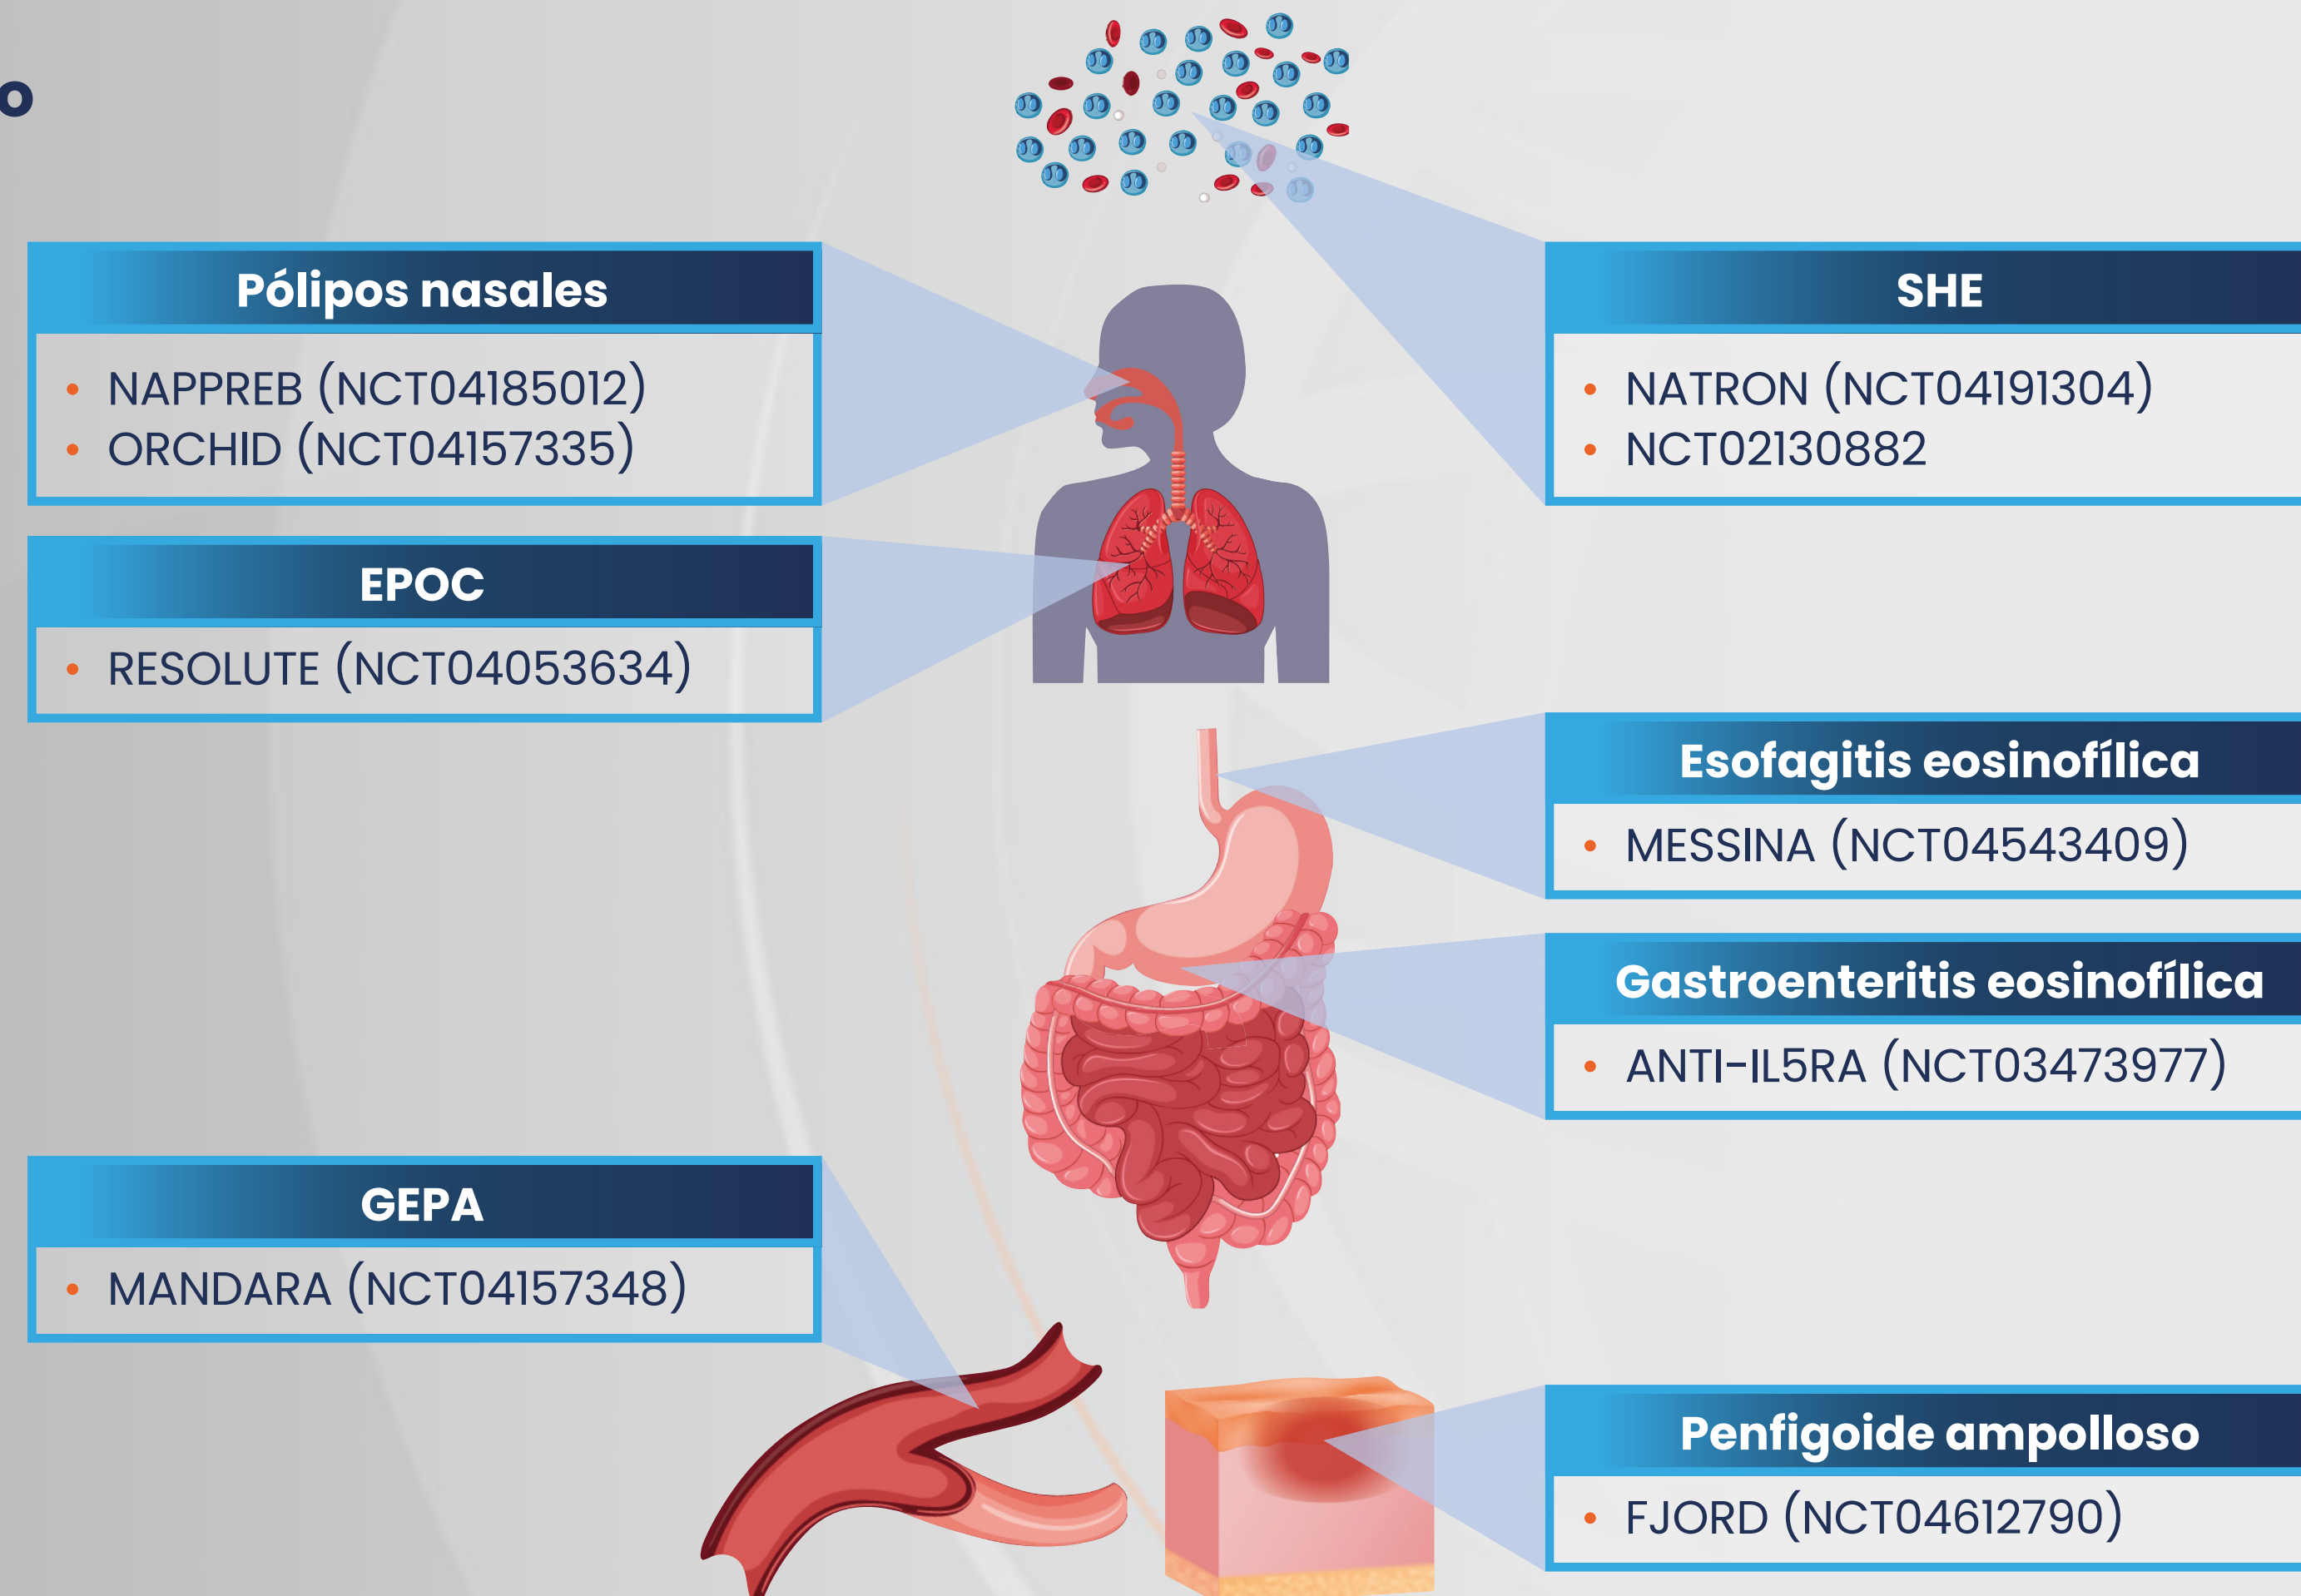 o
Pólipos nasales
• NAPPREB (NCT04185012)
• ORCHID (NCT04157335)
EPOC
• RESOLUTE (NCT04053634)
GEPA
• MANDARA (NCT04157348)
SHE
• NATRON (NCT04191304)
• NCT02130882
Esofagitis eosinofílica
• MESSINA (NCT04543409)
Gastroenteritis eosinofílica
• ANTI-IL5RA (NCT03473977)
Penfigoide ampolloso
• FJORD (NCT04612790)